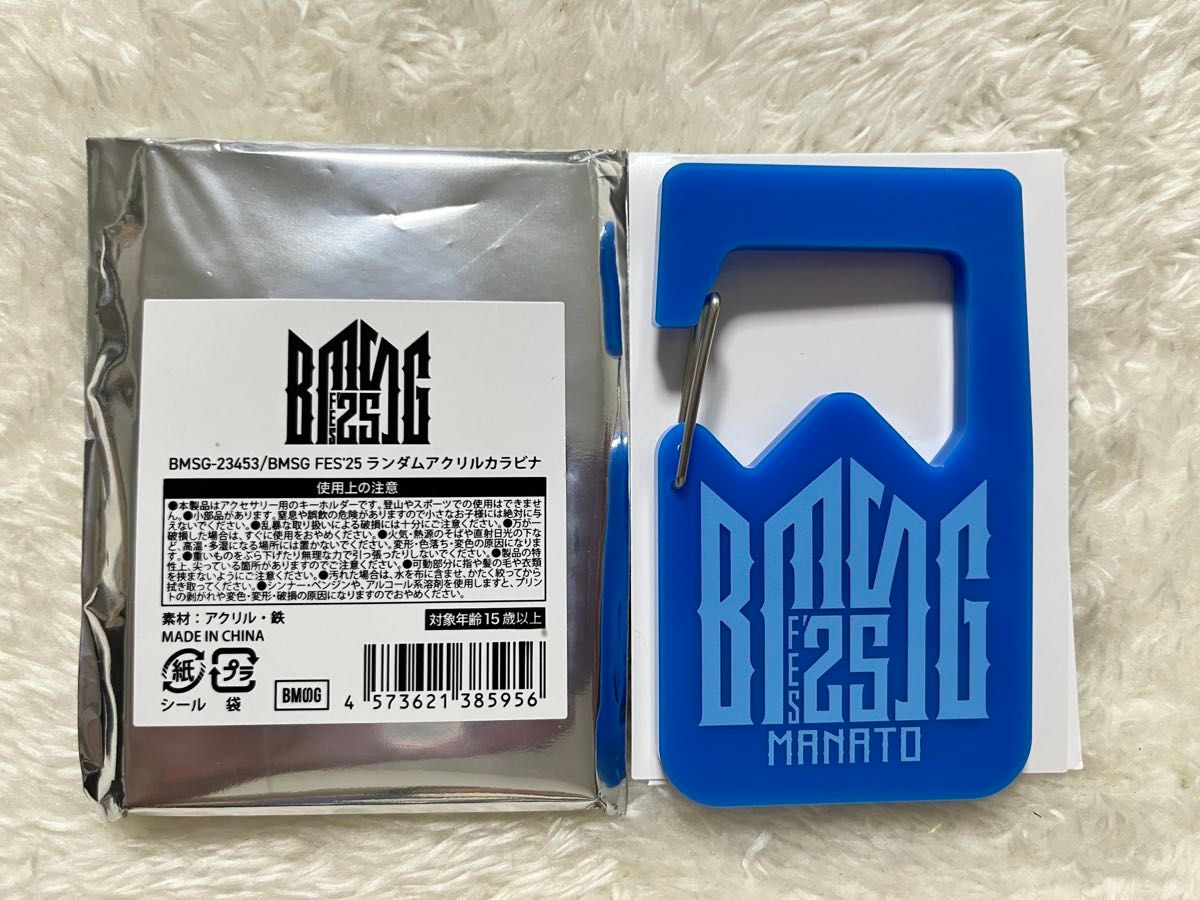 BMSG
FES '25
BMSG-23453/BMSG FES'25 ランダムアクリルカラビナ
使用上の注意
●本製品はアクセサリー用のキーホルダーです。登山やスポーツでの使用はできませ
ん。●小部品があります。窒息や誤飲の危険がありますので小さなお子様には絶対に与
えないでください。●乱暴な取り扱いによる破損には十分にご注意ください。●万が一
破損した場合は、すぐに使用をおやめください。●火気・熱源のそばや直射日光の下な
ど、高温・多湿になる場所には置かないでください。変形・色落ち・変色の原因になりま
す。●重いものをぶら下げたり無理な力で引っ張ったりしないでください。●製品の特
性上、尖っている箇所がありますのでご注意ください。●可動部分に指や髪の毛や衣類
を挟まないようにご注意ください。●汚れた場合は、水を布に含ませ、かたく絞ってから
拭き取ってください。●シンナー・ベンジンや、アルコール系溶剤を使用しますと、プリン
トの剥がれや変色・変形・破損の原因になりますのでおやめください。
素材：アクリル・鉄
対象年齢15歳以上
MADE IN CHINA
紙 プラ
シール 袋
BMSG
4 573621 385956
BMSG
FES '25
MANATO